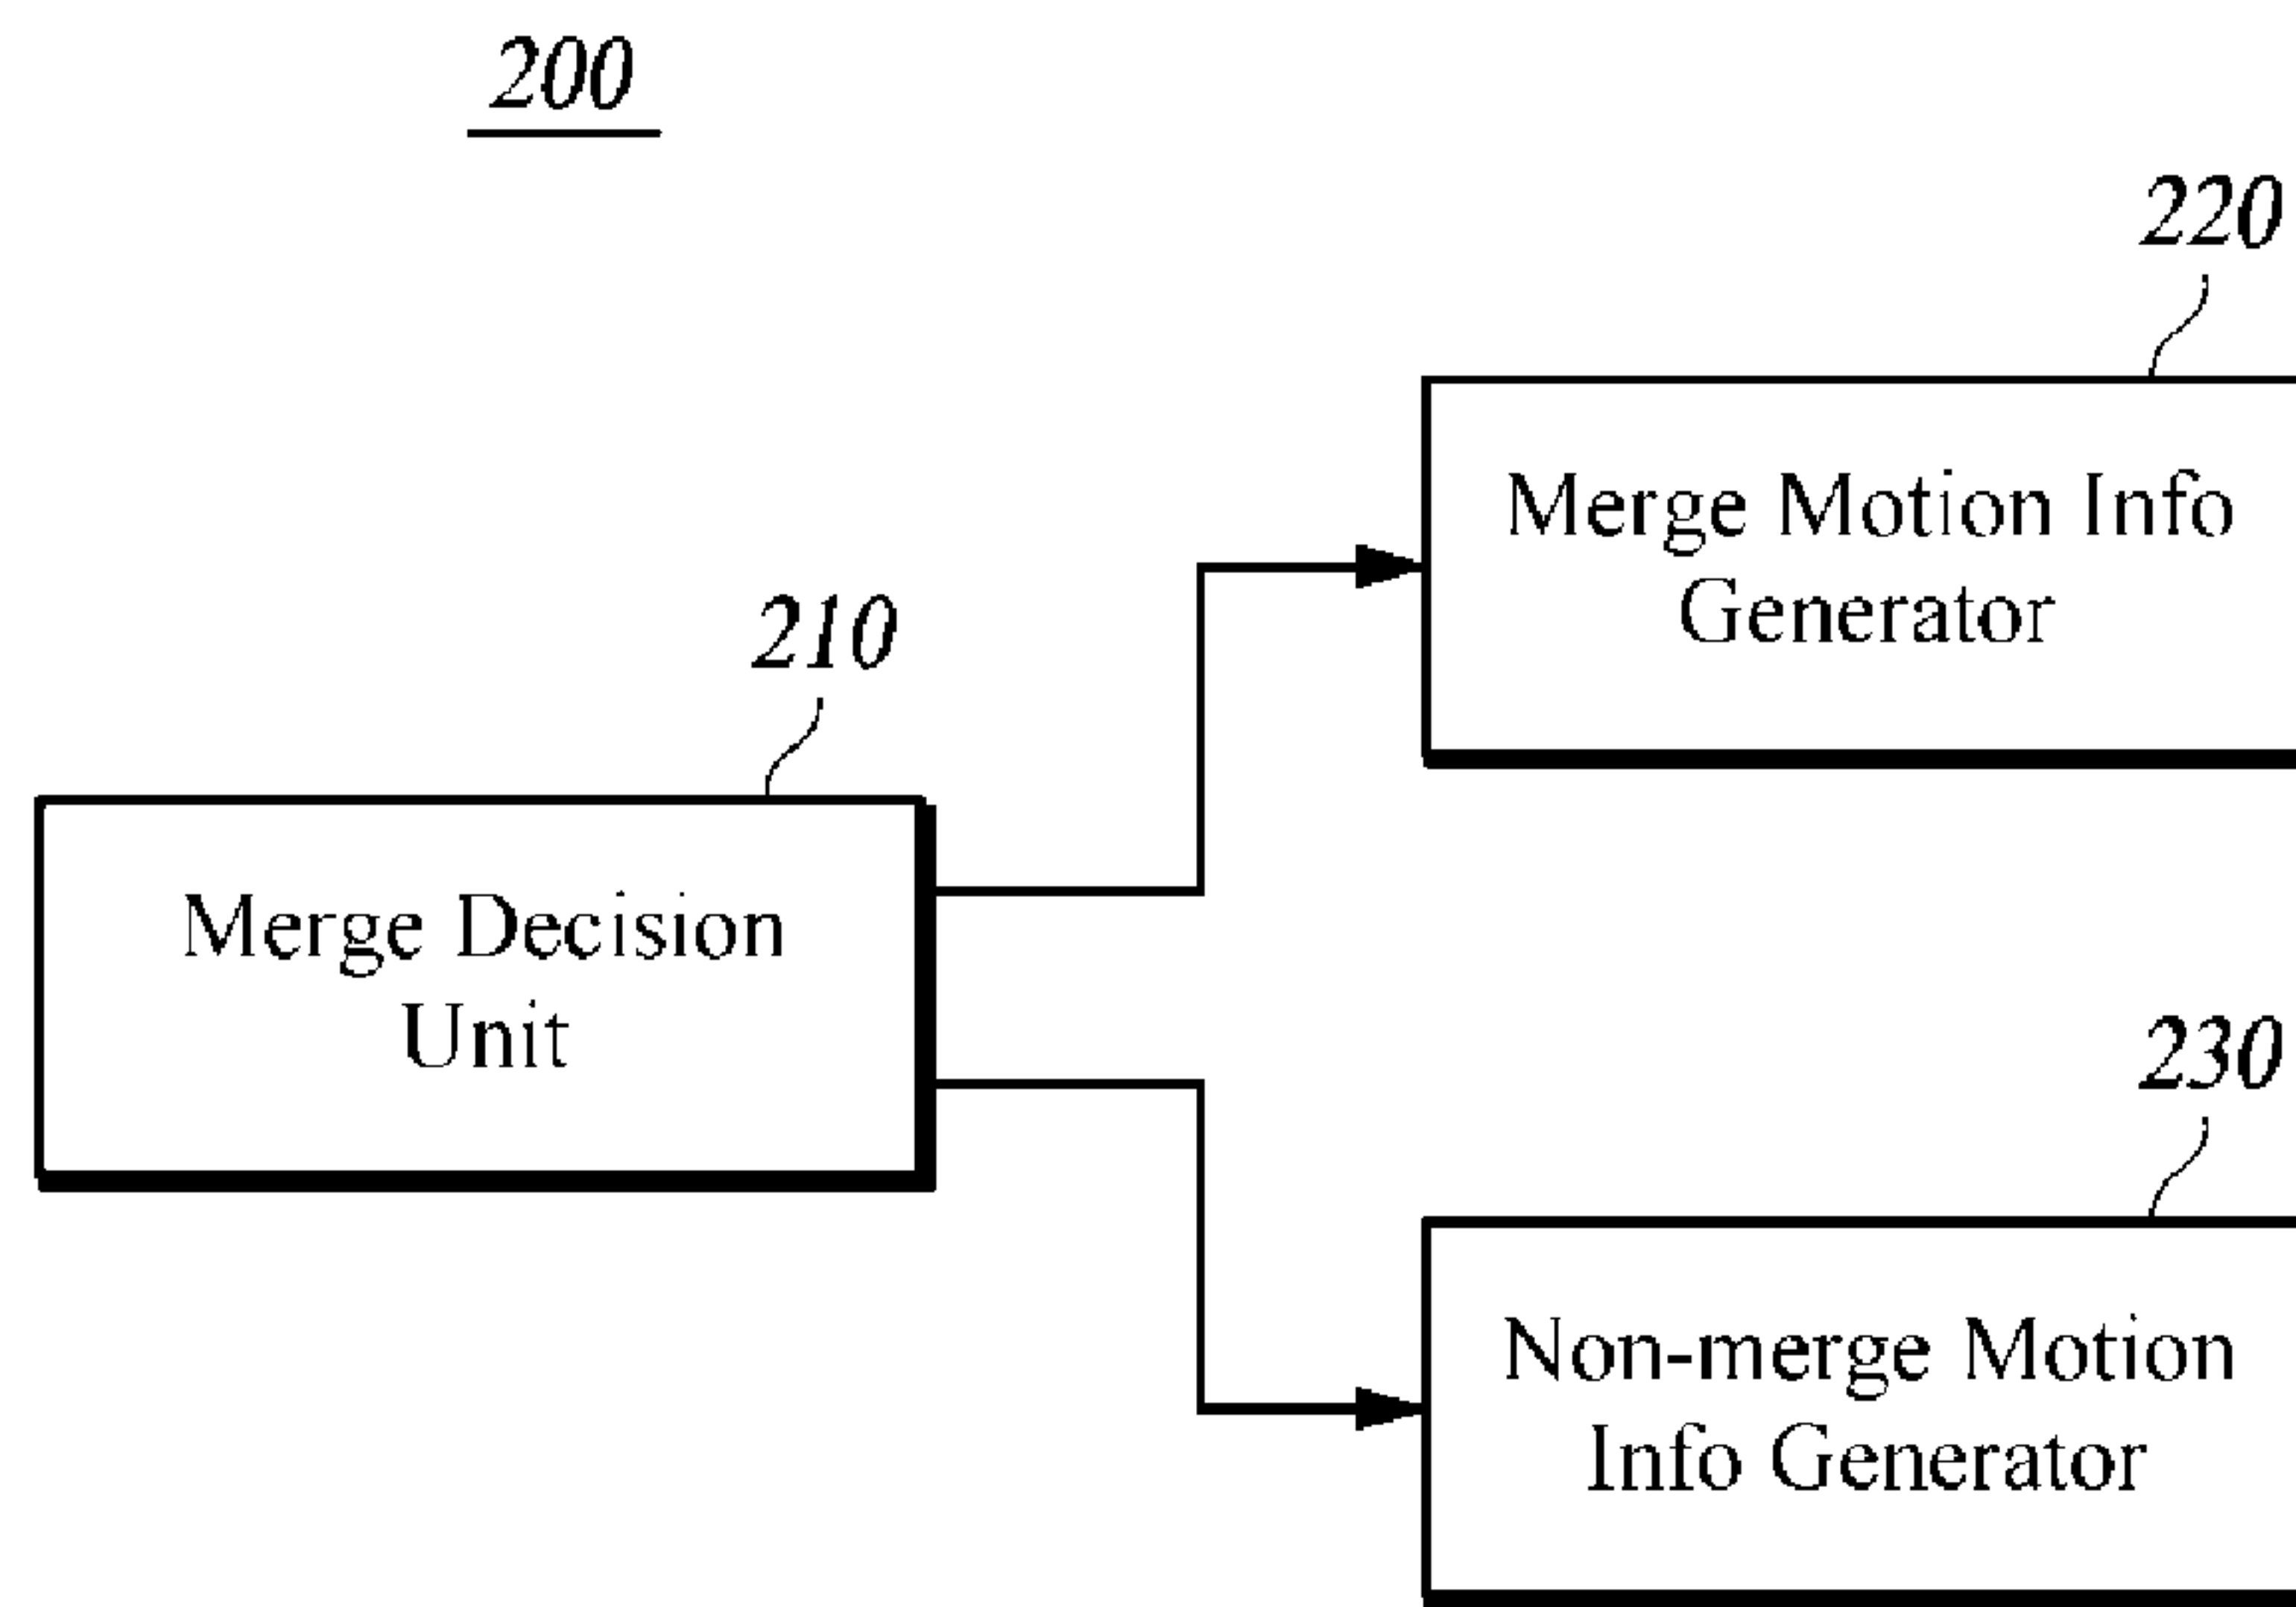 200
220
Merge Motion Info
Generator
210
Merge Decision
Unit
230
Non-merge Motion
Info Generator